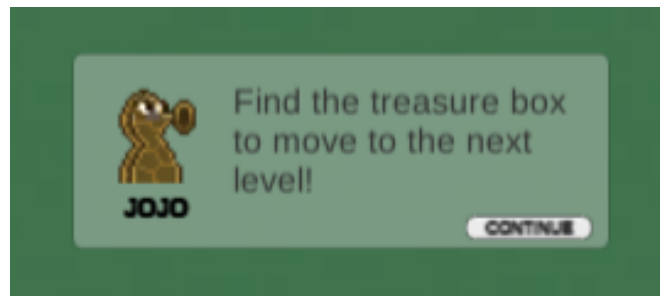 Find the treasure box
to move to the next
level!
JOJO
CONTINUE